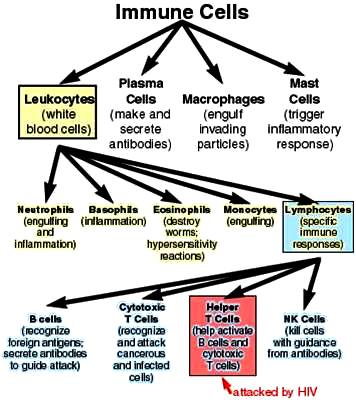 Immune Cells
Leukocytes
(white
blood cells)
Plasma
Cells
(make and
secrete
antibodies)
Macrophages
(engulf
invading
particles)
Mast
Cells
(trigger
inflammatory
response)
Neutrophils
(engulfing
and
inflammation)
Basophils
(inflammation)
Eosinophils
(destroy
worms;
hypersensitivity
reactions)
Monocytes
(engulfing)
Lymphocytes
(specific
immune
responses)
B cells
(recognize
foreign antigens;
secrete antibodies
to guide attack)
Cytotoxic
T Cells
(recognize
and attack
cancerous
and infected
cells)
Helper
T Cells
(help activate
B cells and
cytotoxic
T cells)
NK Cells
(kill cells
with guidance
from antibodies)
attacked by HIV